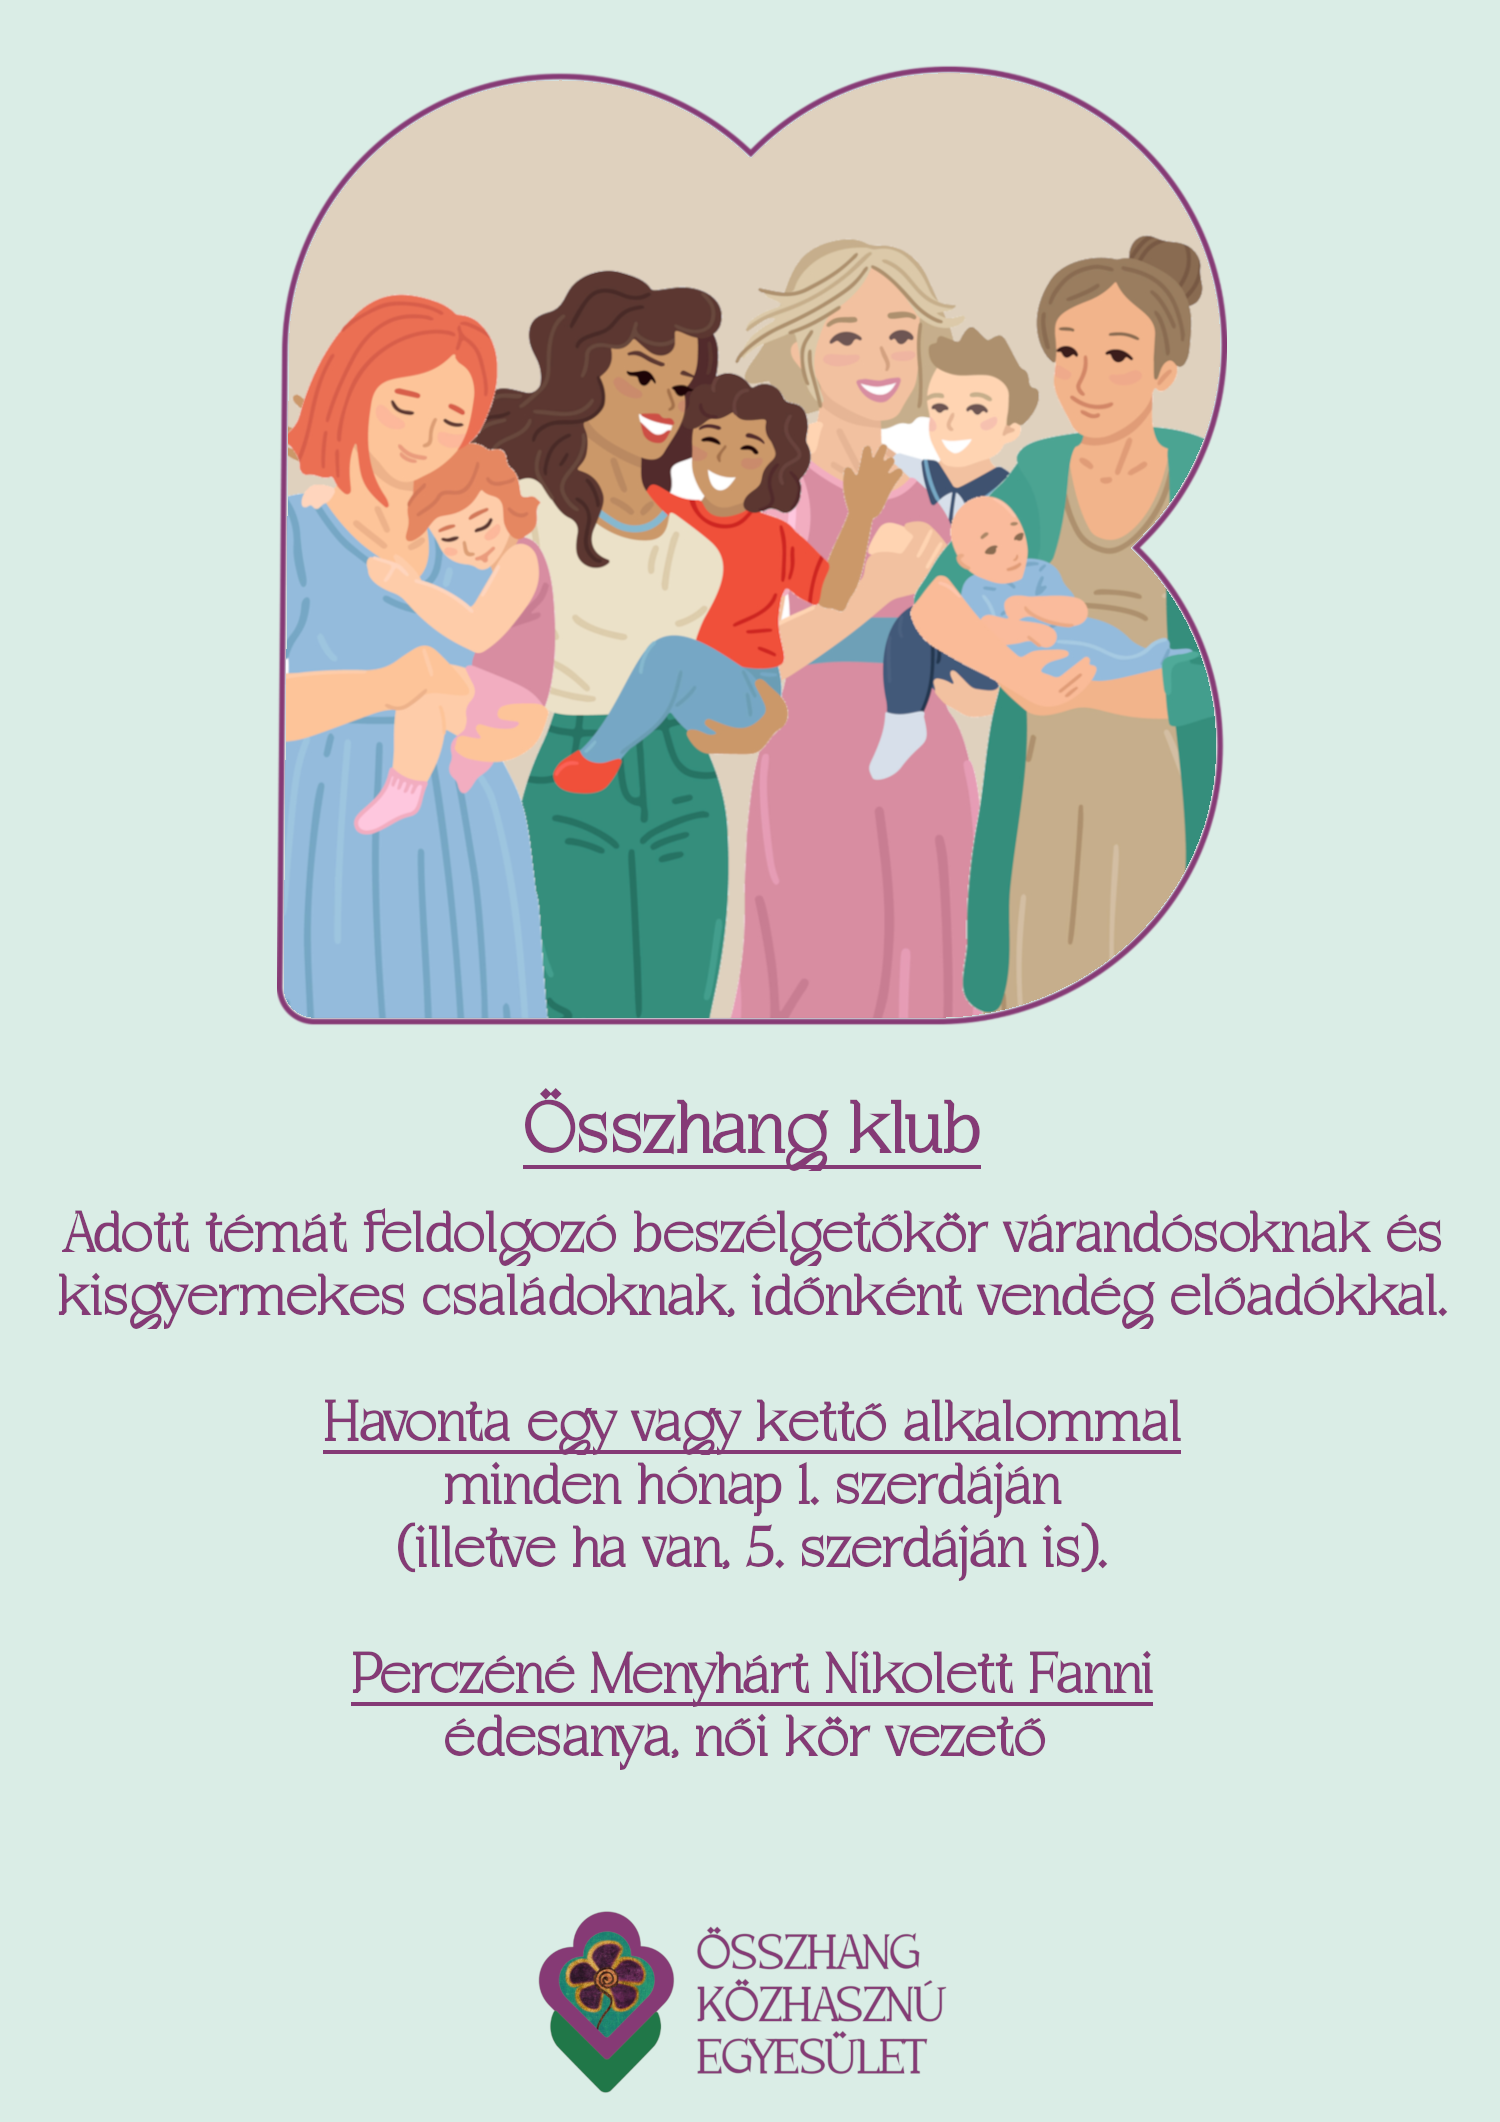 Összhang klub
Adott témát feldolgozó beszélgetőkör várandósoknak és
kisgyermekes családoknak, időnként vendég előadókkal.
Havonta egy vagy kettő alkalommal
minden hónap 1. szerdáján
(illetve ha van, 5. szerdáján is).
Perczéné Menyhárt Nikolett Fanni
édesanya, női kör vezető
ÖSSZHANG
KÖZHASZNÚ
EGYESÜLET